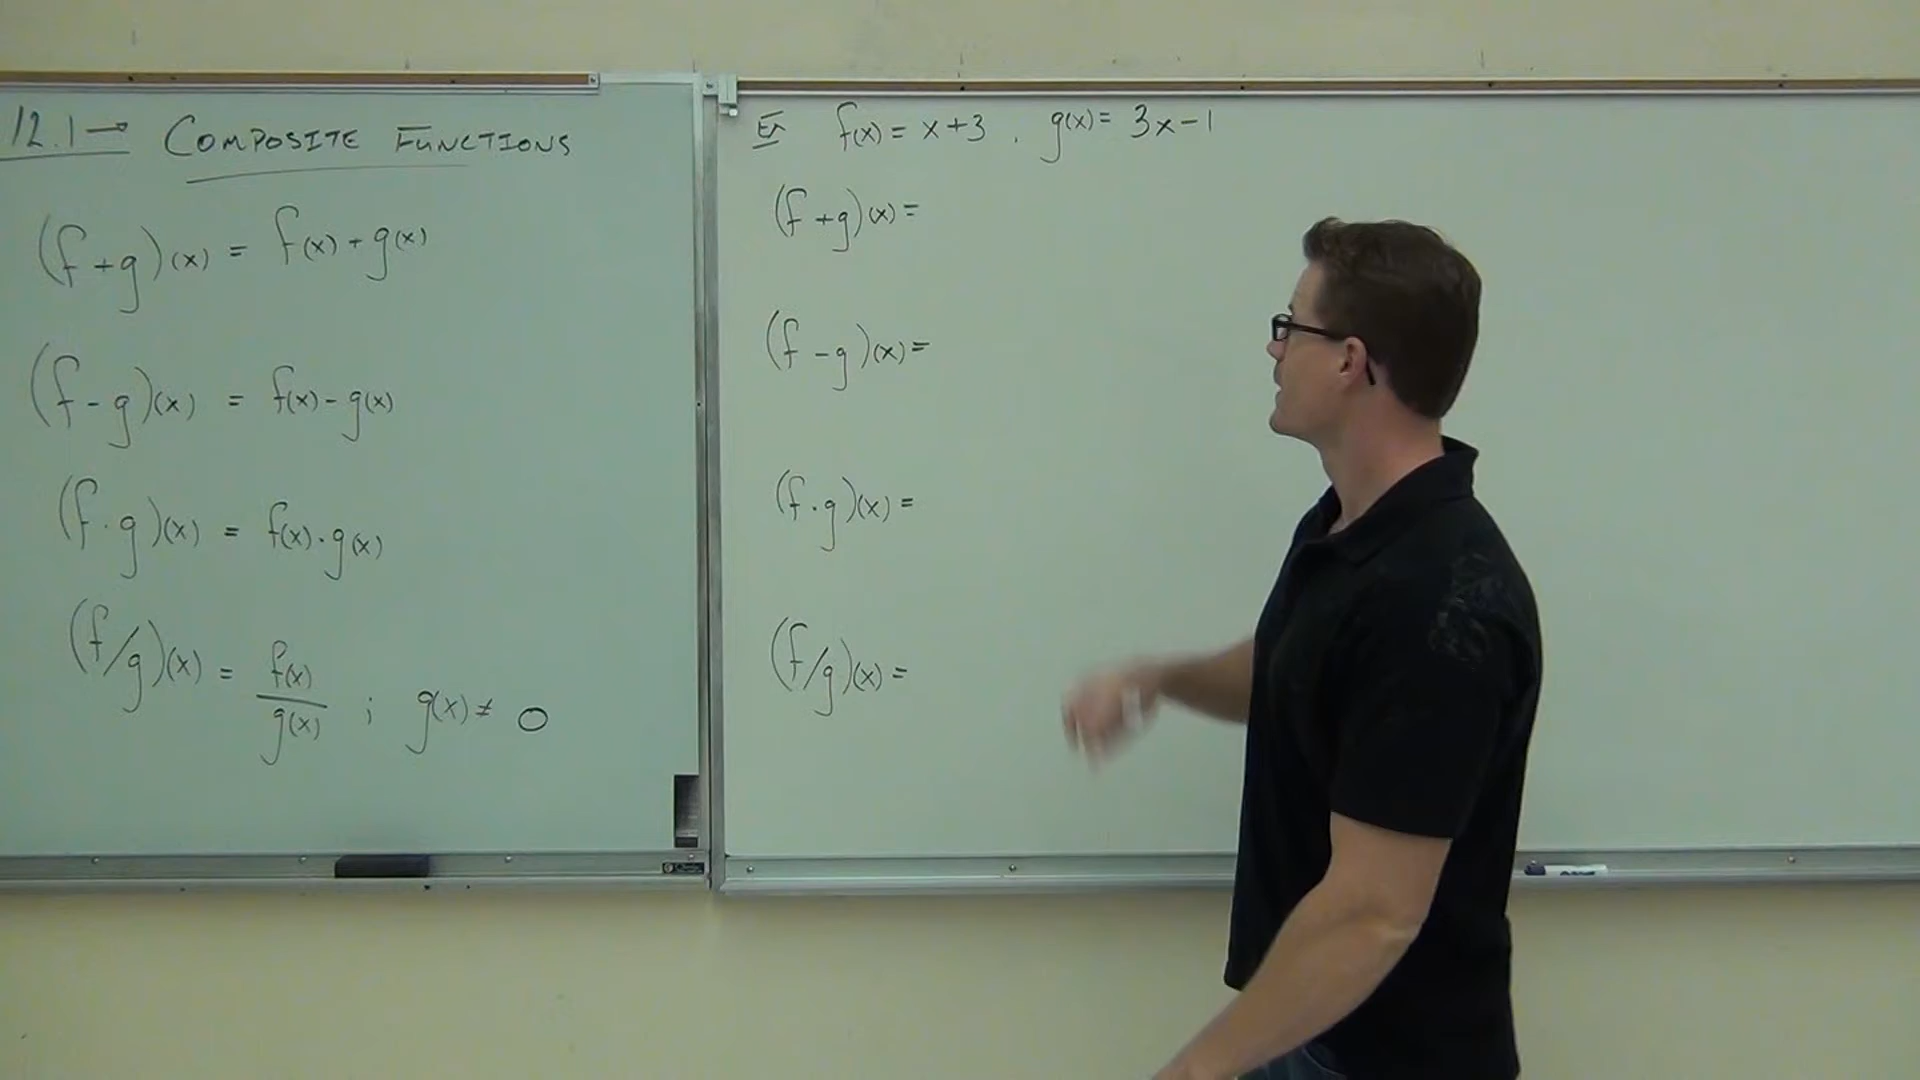 12.1 → COMPOSITE FUNCTIONS
(f+g)(x) = f(x) + g(x)
(f-g)(x) = f(x) - g(x)
(f·g)(x) = f(x)·g(x)
(f/g)(x) = f(x)/g(x) ; g(x) ≠ 0
Ex f(x) = x+3 , g(x) = 3x-1
(f+g)(x) =
(f-g)(x) =
(f·g)(x) =
(f/g)(x) =